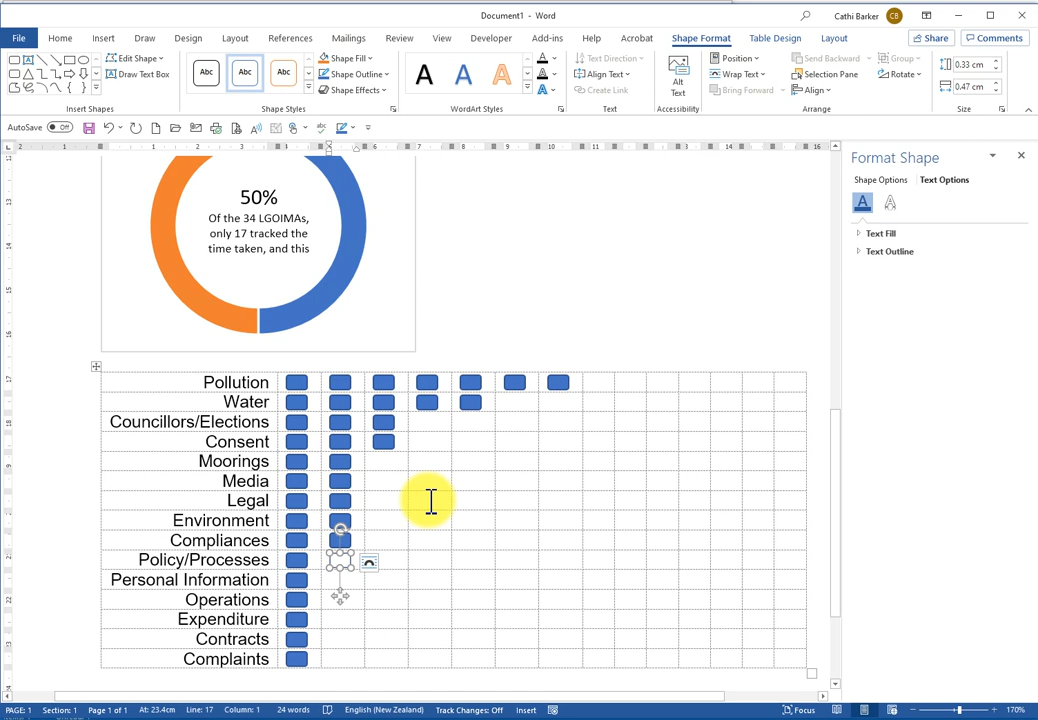 Document1 - Word
Cathi Barker
CB
File
Home
Insert
Draw
Design
Layout
References
Mailings
Review
View
Developer
Add-ins
Help
Acrobat
Shape Format
Table Design
Layout
Share
Comments
Edit Shape
Draw Text Box
Insert Shapes
Abc
Abc
Abc
Shape Fill
Shape Outline
Shape Effects
Shape Styles
A
A
A
WordArt Styles
Text Direction
Align Text
Create Link
Text
Alt
Text
Accessibility
Position
Wrap Text
Bring Forward
Send Backward
Selection Pane
Align
Group
Rotate
Arrange
0.33 cm
0.47 cm
Size
AutoSave
Off
50%
Of the 34 LGOIMAs,
only 17 tracked the
time taken, and this
Pollution
Water
Councillors/Elections
Consent
Moorings
Media
Legal
Environment
Compliances
Policy/Processes
Personal Information
Operations
Expenditure
Contracts
Complaints
Format Shape
Shape Options
Text Options
Text Fill
Text Outline
PAGE: 1
Section: 1
Page 1 of 1
At: 23.4cm
Line: 17
Column: 1
24 words
English (New Zealand)
Track Changes: Off
Insert
Focus
170%